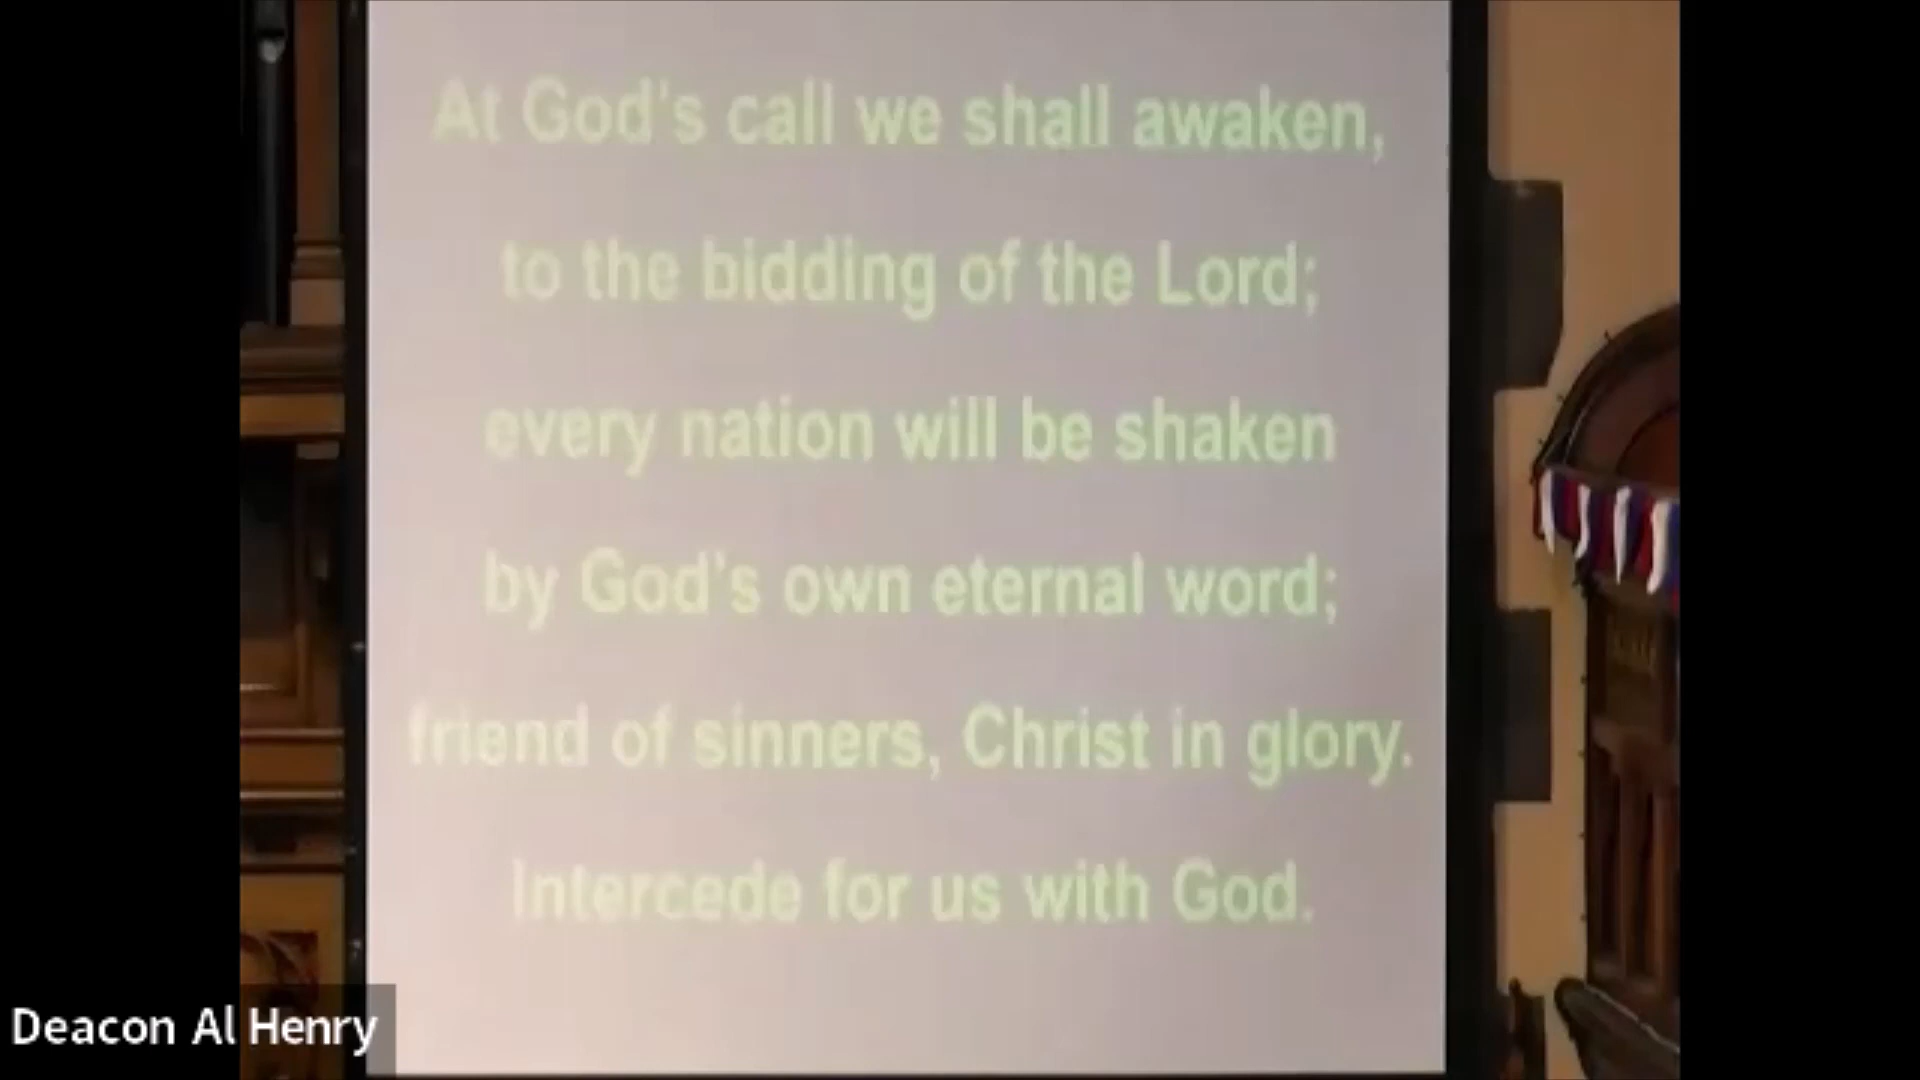 At God's call we shall awaken,
to the bidding of the Lord;
every nation will be shaken
by God's own eternal word;
friend of sinners, Christ in glory.
Intercede for us with God.
Deacon Al Henry